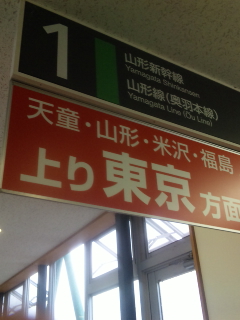 1
山形新幹線
Yamagata Shinkansen
山形線(奥羽本線)
Yamagata Line (Ou Line)
天童・山形・米沢・福島
上り東京方面